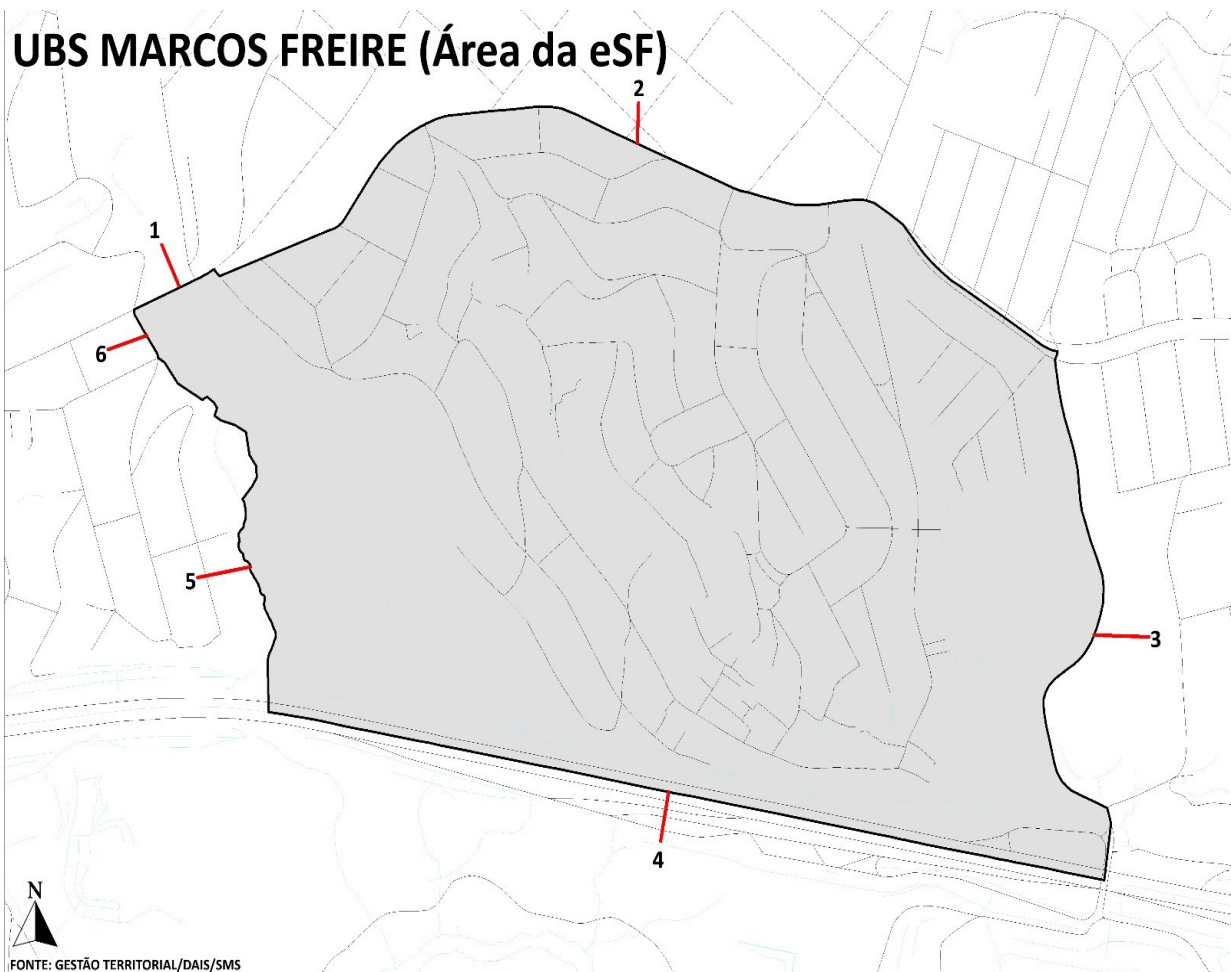 UBS MARCOS FREIRE (Área da eSF)
2
1
6
5
3
4
N
FONTE: GESTÃO TERRITORIAL/DAIS/SMS